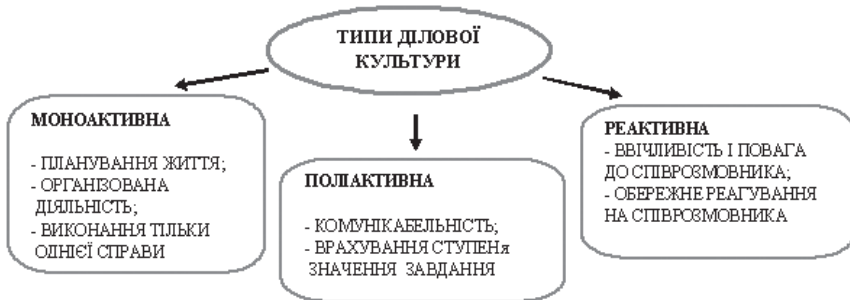 ТИПИ ДІЛОВОЇ
КУЛЬТУРИ
МОНОАКТИВНА
- ПЛАНУВАННЯ ЖИТТЯ;
- ОРГАНІЗОВАНА
ДІЯЛЬНІСТЬ;
- ВИКОНАННЯ ТІЛЬКИ
ОДНІЄЇ СПРАВИ
ПОЛІАКТИВНА
- КОМУНІКАБЕЛЬНІСТЬ;
- ВРАХУВАННЯ СТУПЕНя
ЗНАЧЕННЯ ЗАВДАННЯ
РЕАКТИВНА
- ВВІЧЛИВІСТЬ І ПОВАГА
ДО СПІВРОЗМОВНИКА;
- ОБЕРЕЖНЕ РЕАГУВАННЯ
НА СПІВРОЗМОВНИКА